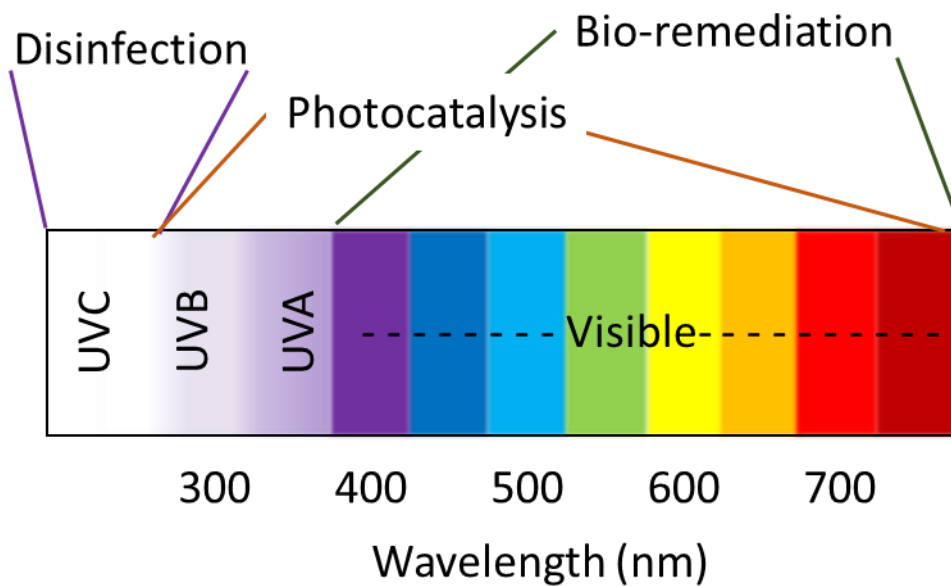 Disinfection
Bio-remediation
Photocatalysis
UVC
UVB
UVA
Visible
300 400 500 600 700
Wavelength (nm)